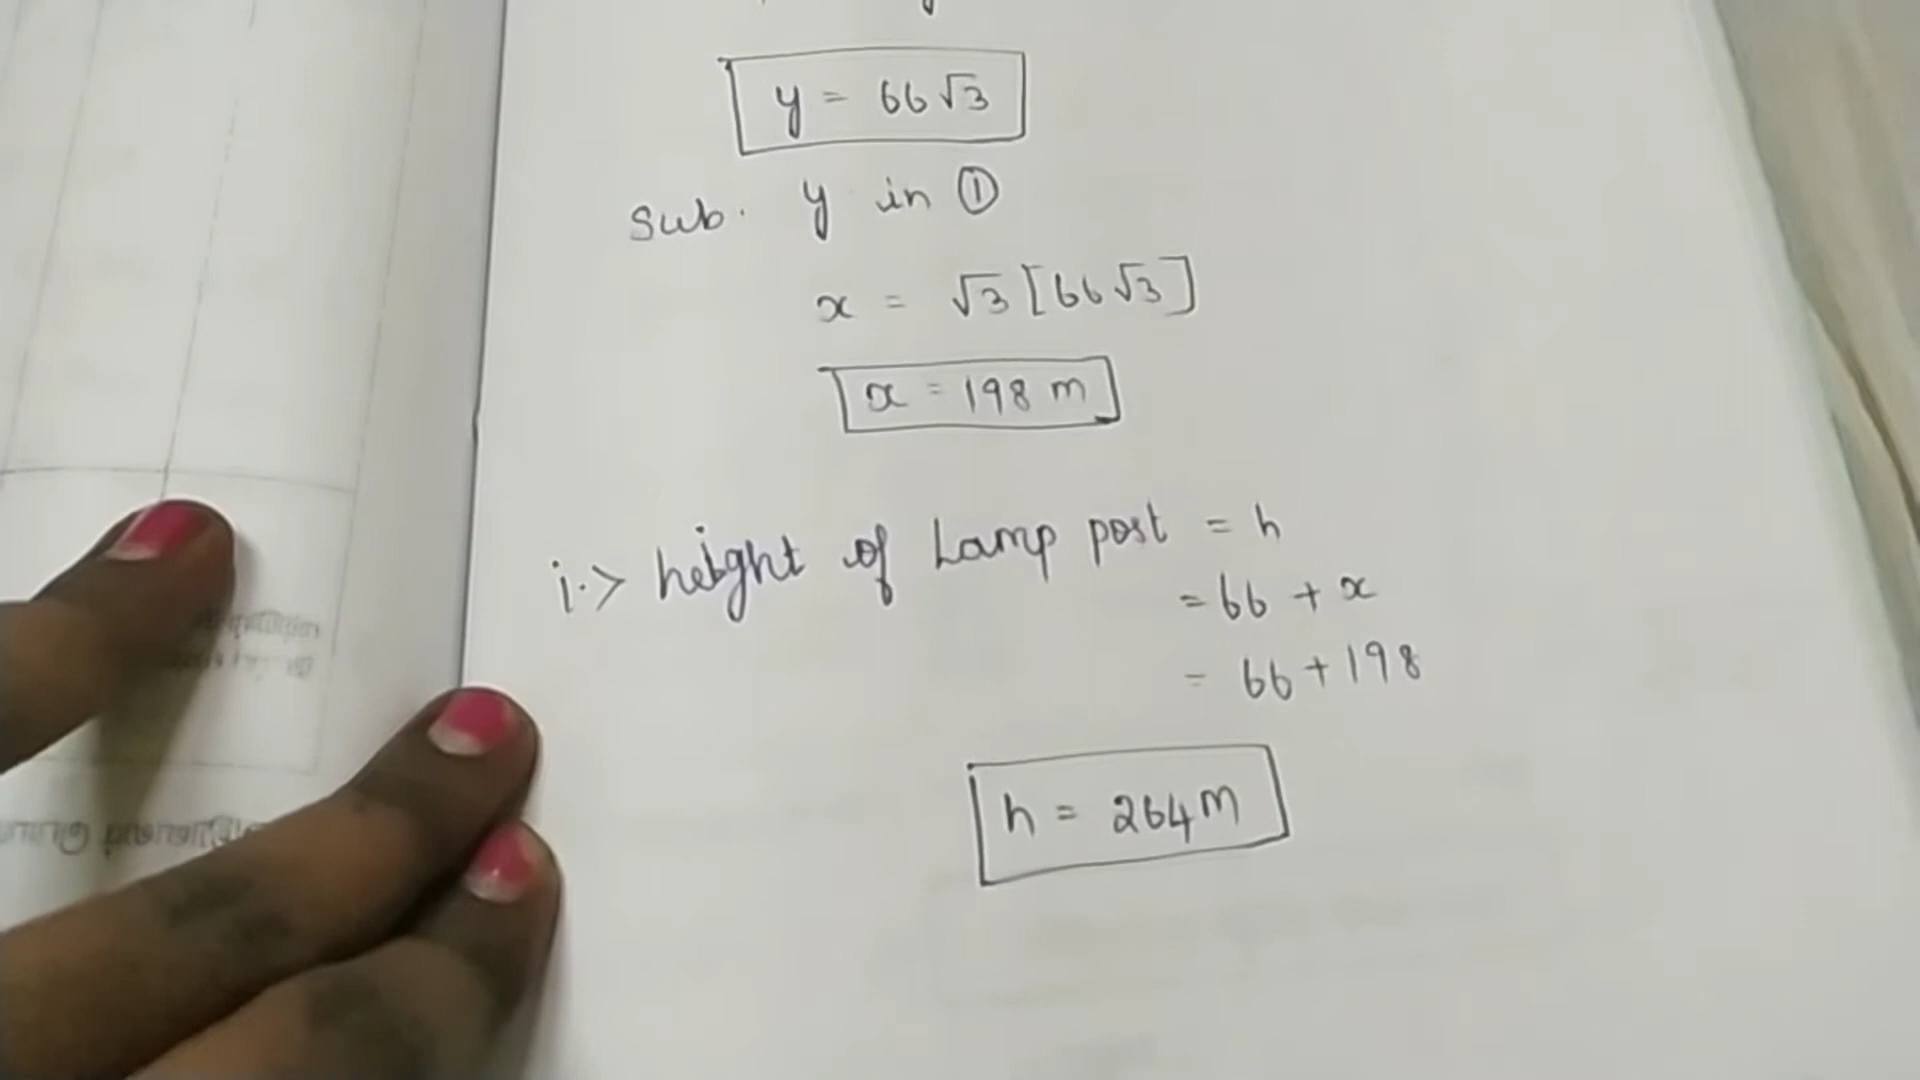 y = 66√3
Sub. y in ①
x = √3 [66√3]
x = 198 m
i.> height of Lamp post = h
= 66 + x
= 66 + 198
h = 264m